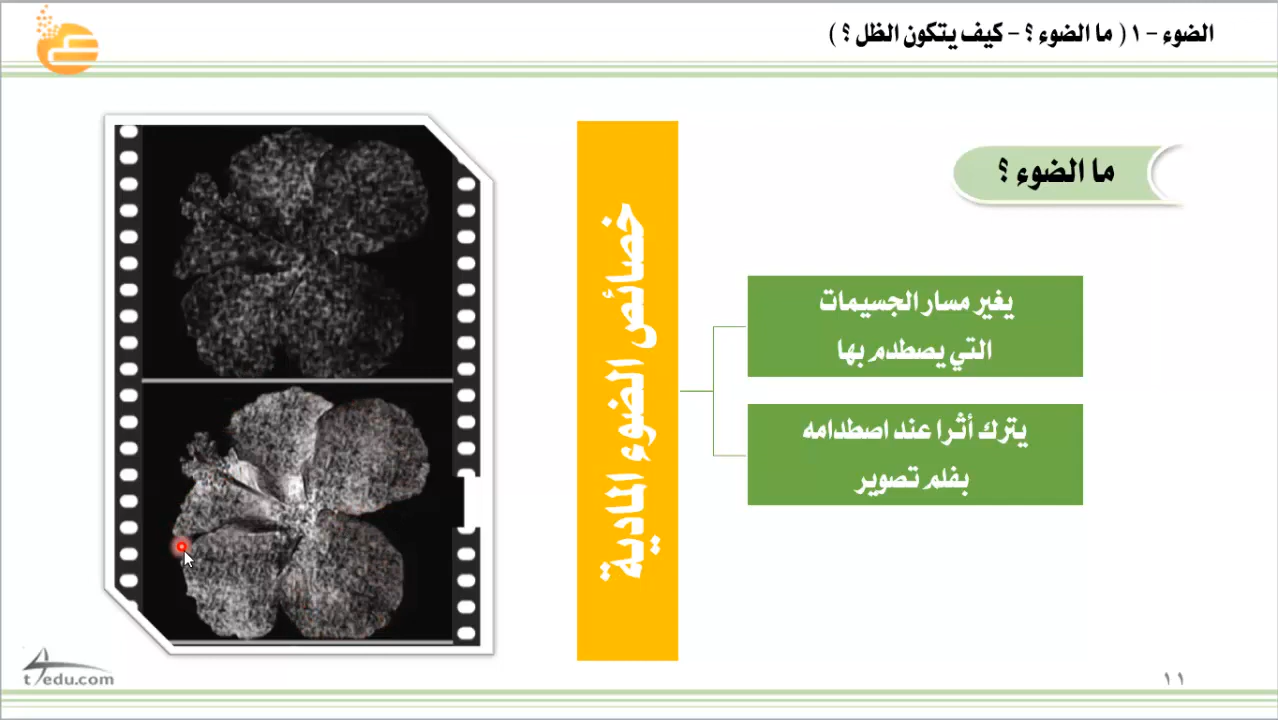 الضوء - ١ ( ما الضوء ؟ - كيف يتكون الظل ؟ )
ما الضوء ؟
خصائص الضوء المادية
يغير مسار الجسيمات
التي يصطدم بها
يترك أثرا عند اصطدامه
بفلم تصوير
t4edu.com
١١